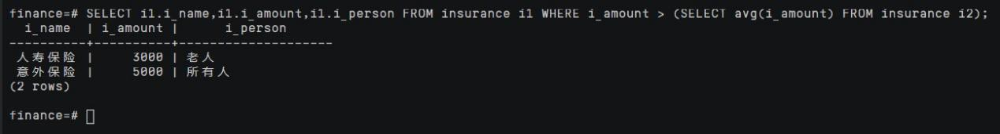 finance=# SELECT i1.i_name,i1.i_amount,i1.i_person FROM insurance i1 WHERE i_amount > (SELECT avg(i_amount) FROM insurance i2);
  i_name  | i_amount |      i_person
----------+----------+--------------------
 人寿保险 |     3000 | 老人
 意外保险 |     5000 | 所有人
(2 rows)
finance=#